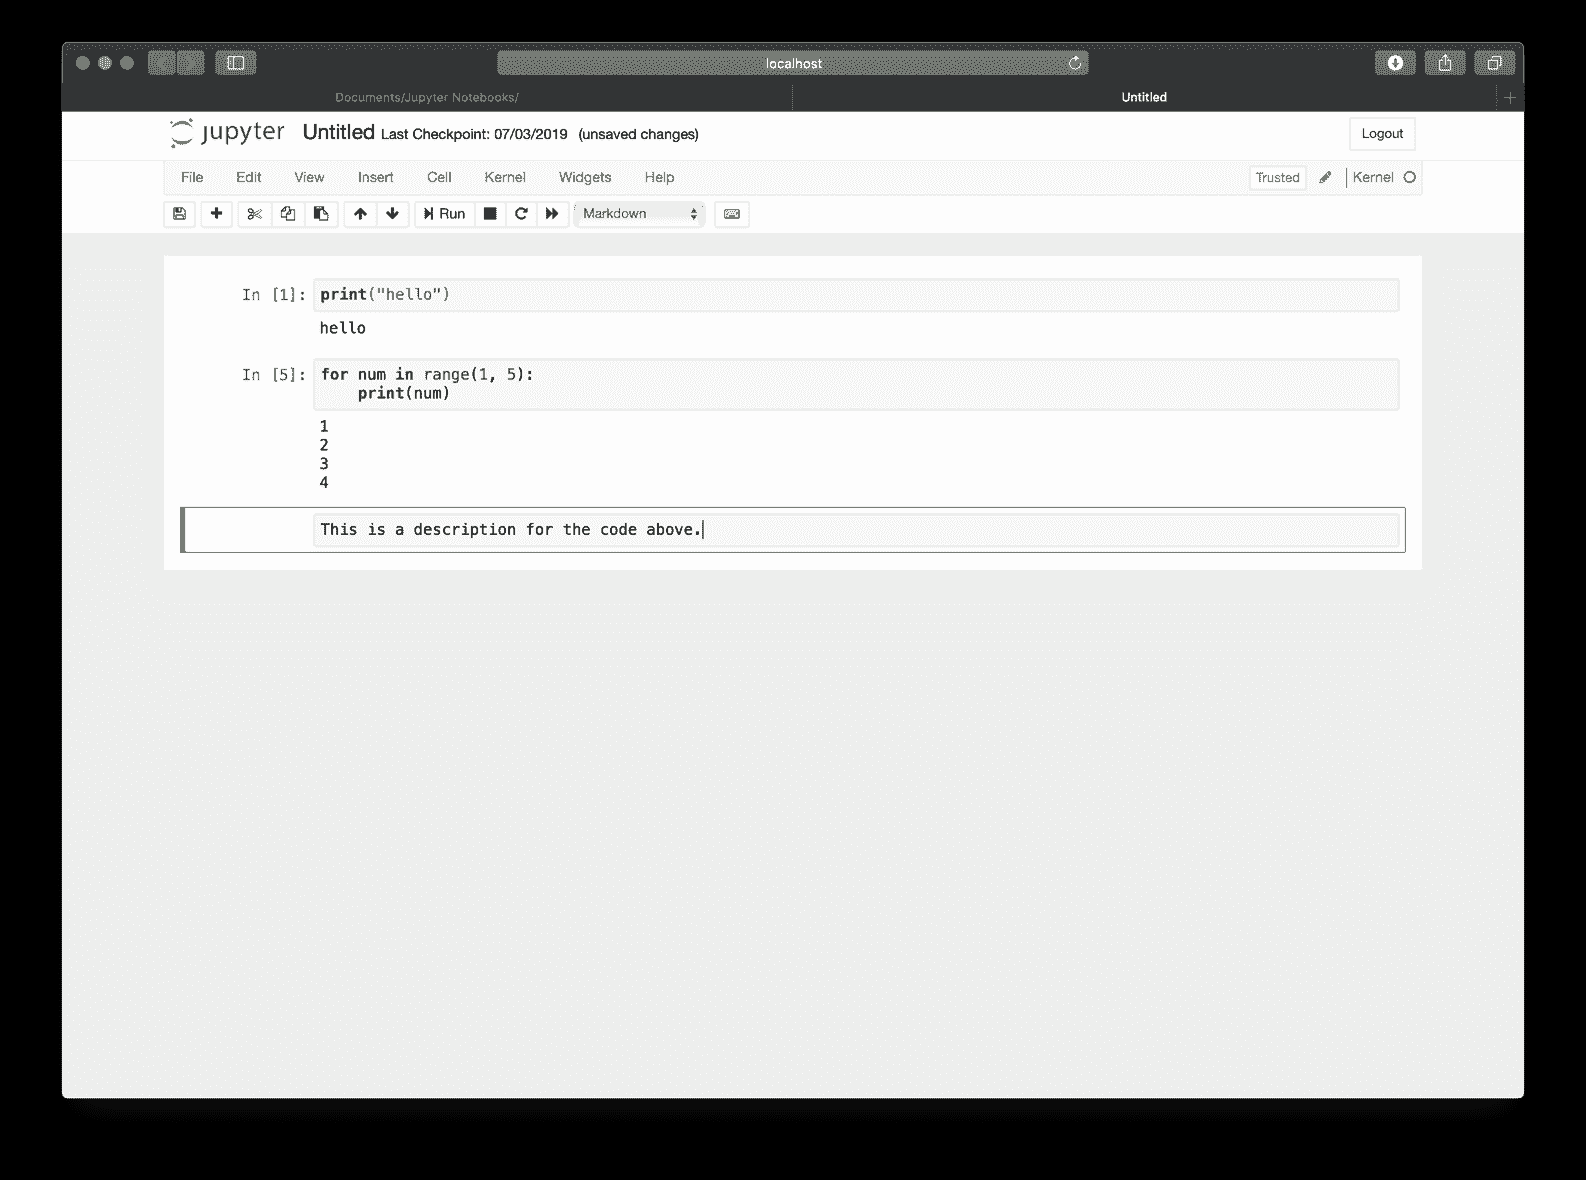 localhost
Documents/Jupyter Notebooks/ Untitled
jupyter Untitled Last Checkpoint: 07/03/2019 (unsaved changes) Logout
File Edit View Insert Cell Kernel Widgets Help Trusted Kernel
Run Markdown
In [1]: print("hello")
hello
In [5]: for num in range(1, 5):
print(num)
1
2
3
4
This is a description for the code above.